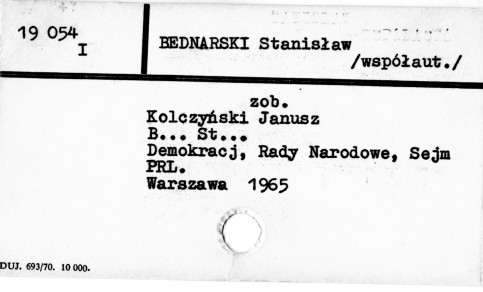 19 054
I
BEDNARSKI Stanisław
/współaut./
zob.
Kolczyński Janusz
B... St...
Demokracj, Rady Narodowe, Sejm
PRL.
Warszawa 1965
DUJ. 693/70. 10 000.